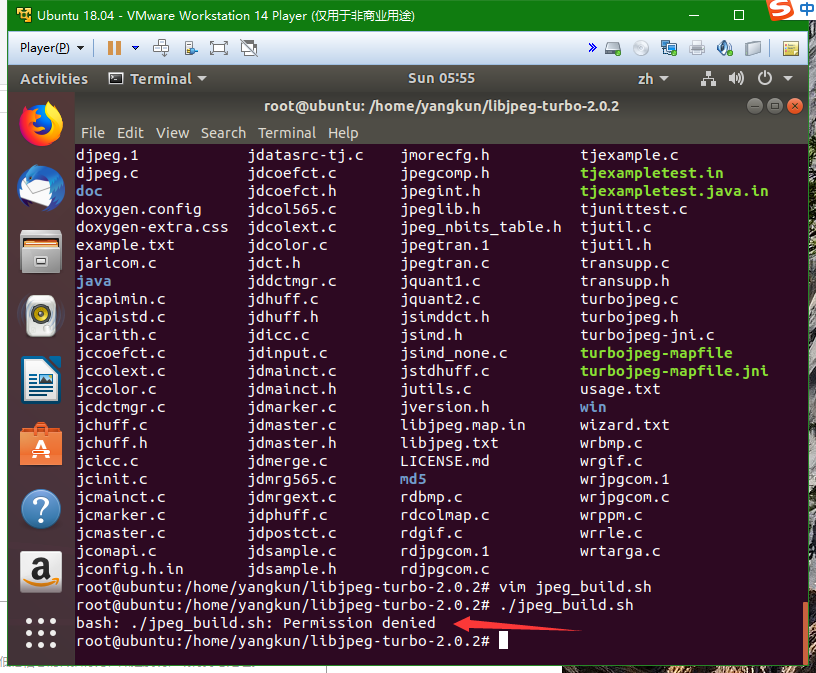 Ubuntu 18.04 - VMware Workstation 14 Player (仅用于非商业用途)
中
Player(P)
Activities Terminal Sun 05:55 zh
root@ubuntu: /home/yangkun/libjpeg-turbo-2.0.2
File Edit View Search Terminal Help
djpeg.1 jdatasrc-tj.c jmorecfg.h tjexample.c
djpeg.c jdcoefct.c jpegcomp.h tjexampletest.in
doc jdcoefct.h jpegint.h tjexampletest.java.in
doxygen.config jdcol565.c jpeglib.h tjunittest.c
doxygen-extra.css jdcolext.c jpeg_nbits_table.h tjutil.c
example.txt jdcolor.c jpegtran.1 tjutil.h
jaricom.c jdct.h jpegtran.c transupp.c
java jddctmgr.c jquant1.c transupp.h
jcapimin.c jdhuff.c jquant2.c turbojpeg.c
jcapistd.c jdhuff.h jsimddct.h turbojpeg.h
jcarith.c jdicc.c jsimd.h turbojpeg-jni.c
jccoefct.c jdinput.c jsimd_none.c turbojpeg-mapfile
jccolext.c jdmainct.c jstdhuff.c turbojpeg-mapfile.jni
jccolor.c jdmainct.h jutils.c usage.txt
jcdctmgr.c jdmarker.c jversion.h win
jchuff.c jdmaster.c libjpeg.map.in wizard.txt
jchuff.h jdmaster.h libjpeg.txt wrbmp.c
jcicc.c jdmerge.c LICENSE.md wrgif.c
jcinit.c jdmrg565.c md5 wrjpgcom.1
jcmainct.c jdmrgext.c rdbmp.c wrjpgcom.c
jcmarker.c jdphuff.c rdcolmap.c wrppm.c
jcmaster.c jdpostct.c rdgif.c wrrle.c
jcomapi.c jdsample.c rdjpgcom.1 wrtarga.c
jconfig.h.in jdsample.h rdjpgcom.c
root@ubuntu:/home/yangkun/libjpeg-turbo-2.0.2# vim jpeg_build.sh
root@ubuntu:/home/yangkun/libjpeg-turbo-2.0.2# ./jpeg_build.sh
bash: ./jpeg_build.sh: Permission denied
root@ubuntu:/home/yangkun/libjpeg-turbo-2.0.2#